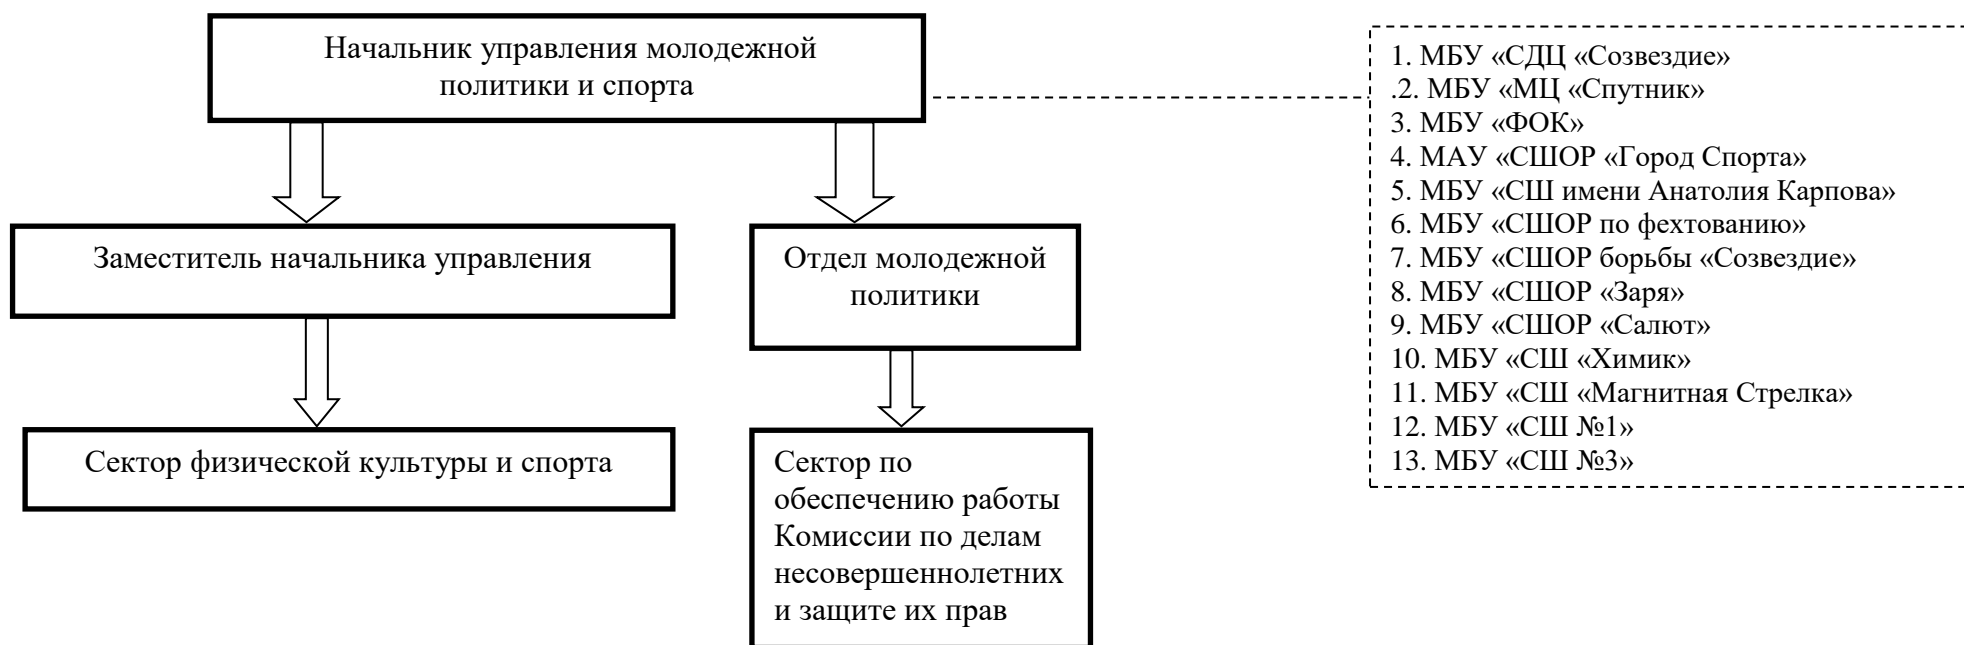 Начальник управления молодежной
политики и спорта
1. МБУ «СДЦ «Созвездие»
.2. МБУ «МЦ «Спутник»
3. МБУ «ФОК»
4. МАУ «СШОР «Город Спорта»
5. МБУ «СШ имени Анатолия Карпова»
6. МБУ «СШОР по фехтованию»
7. МБУ «СШОР борьбы «Созвездие»
8. МБУ «СШОР «Заря»
9. МБУ «СШОР «Салют»
10. МБУ «СШ «Химик»
11. МБУ «СШ «Магнитная Стрелка»
12. МБУ «СШ №1»
13. МБУ «СШ №3»
Заместитель начальника управления
Отдел молодежной
политики
Сектор физической культуры и спорта
Сектор по
обеспечению работы
Комиссии по делам
несовершеннолетних
и защите их прав